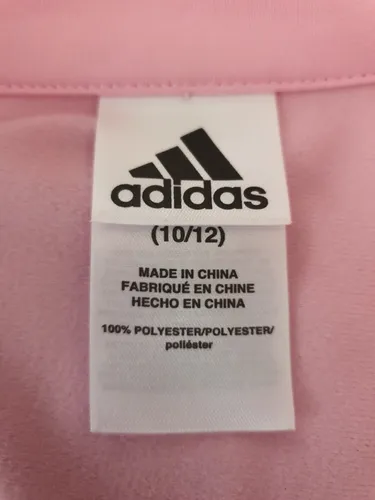 adidas
(10/12)
MADE IN CHINA
FABRIQUÉ EN CHINE
HECHO EN CHINA
100% POLYESTER/POLYESTER/
poliéster